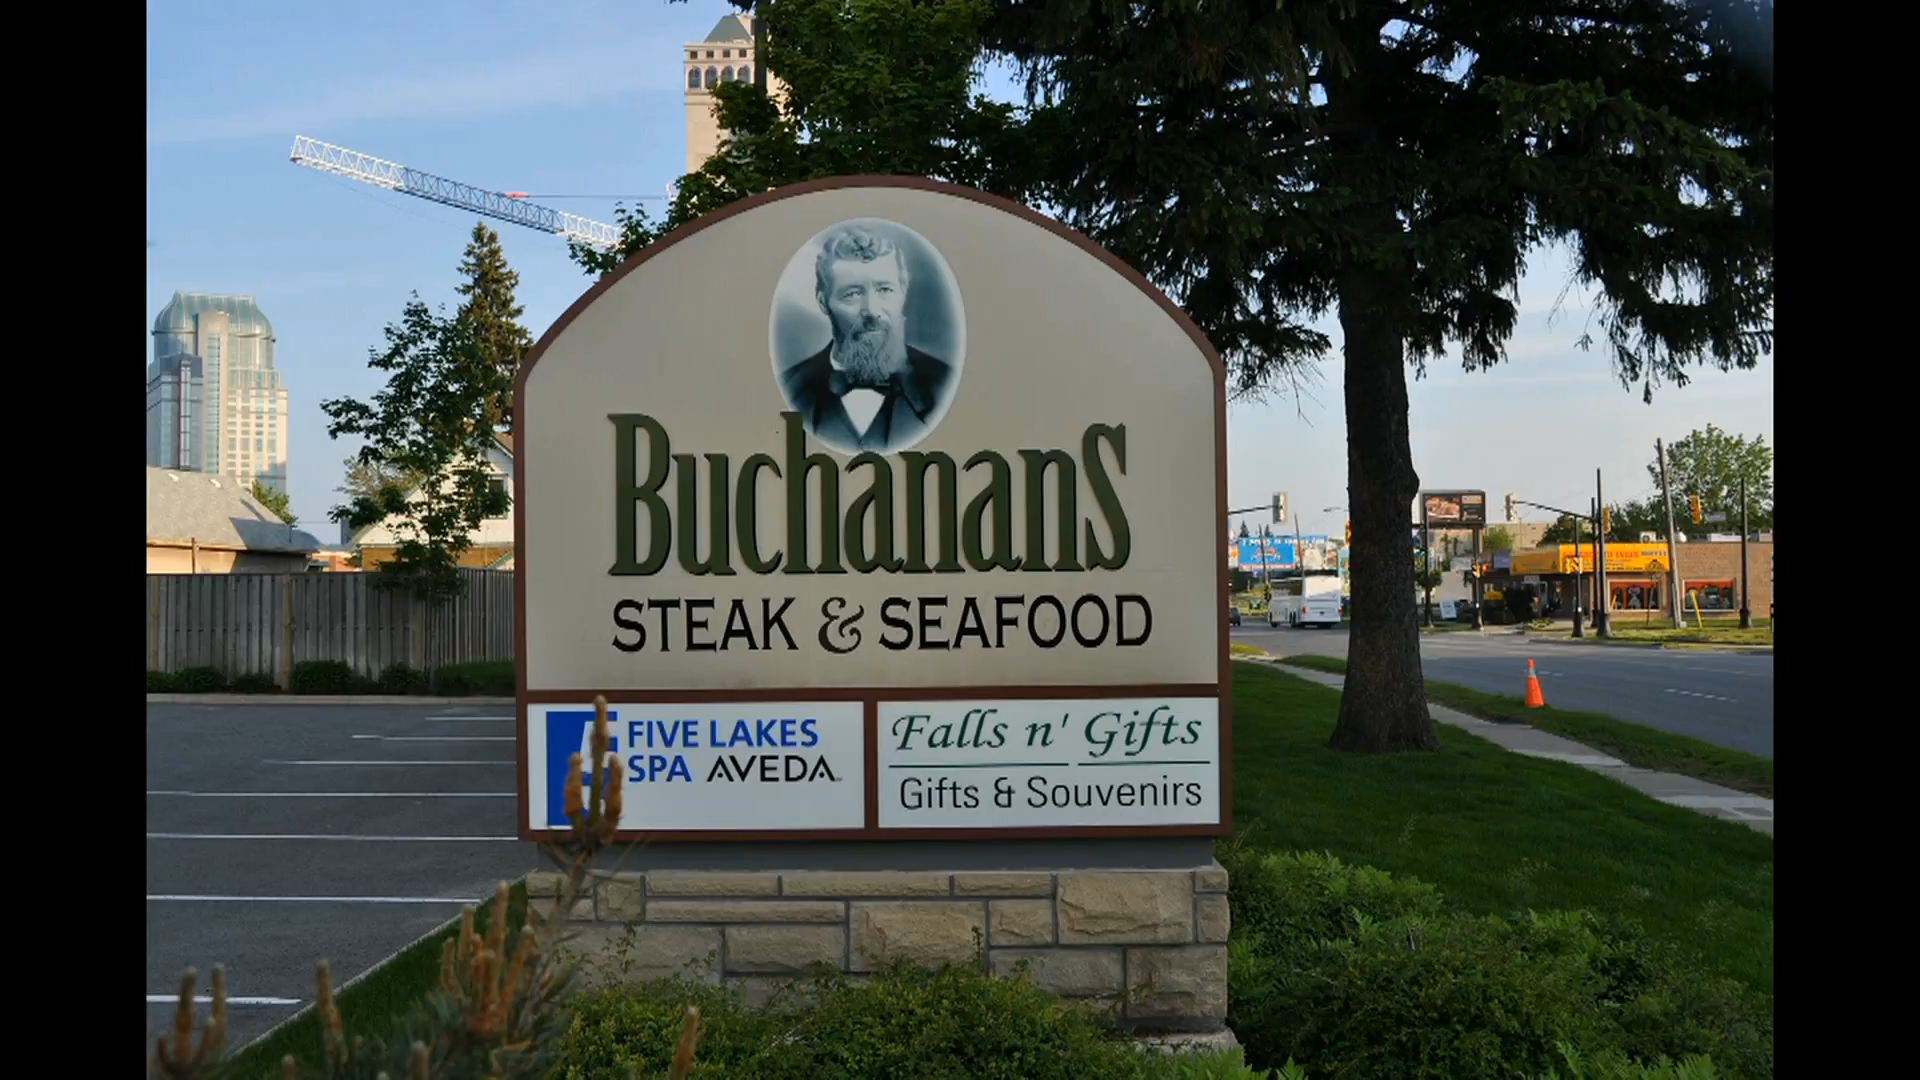 Buchanans
STEAK & SEAFOOD
FIVE LAKES
SPA AVEDA
Falls n' Gifts
Gifts & Souvenirs